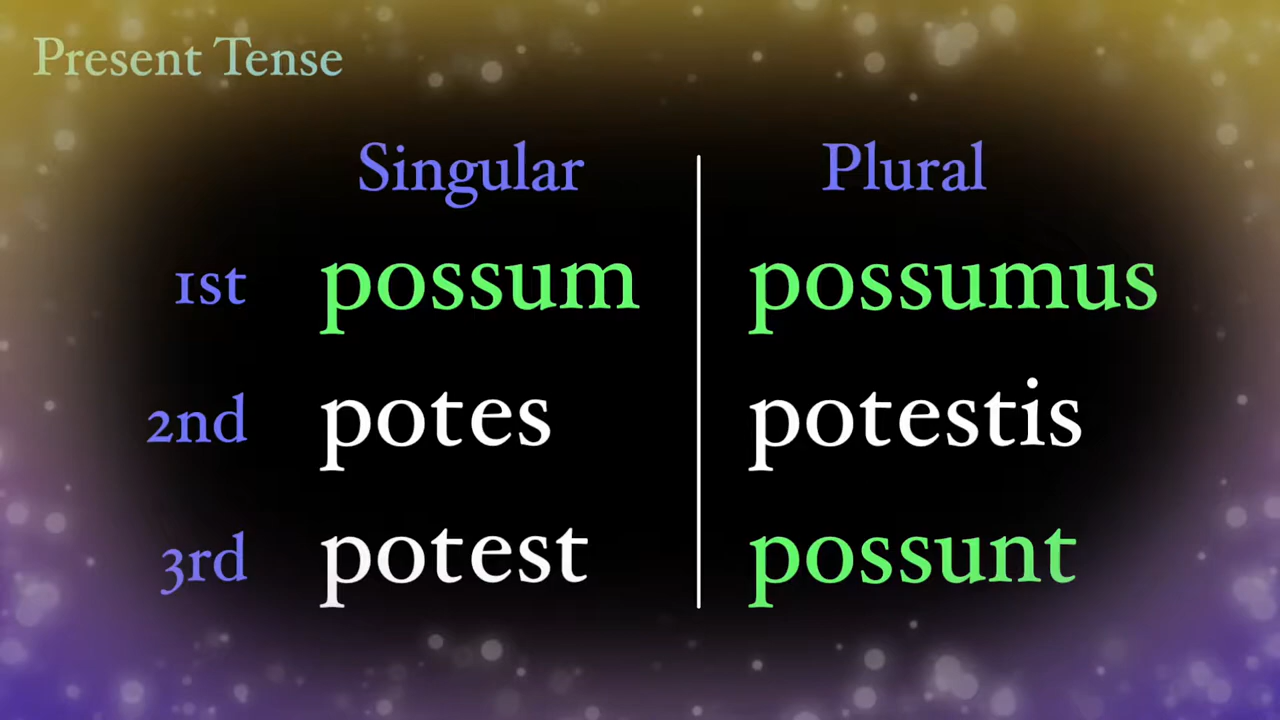 Present Tense
Singular Plural
1st possum possumus
2nd potes potestis
3rd potest possunt